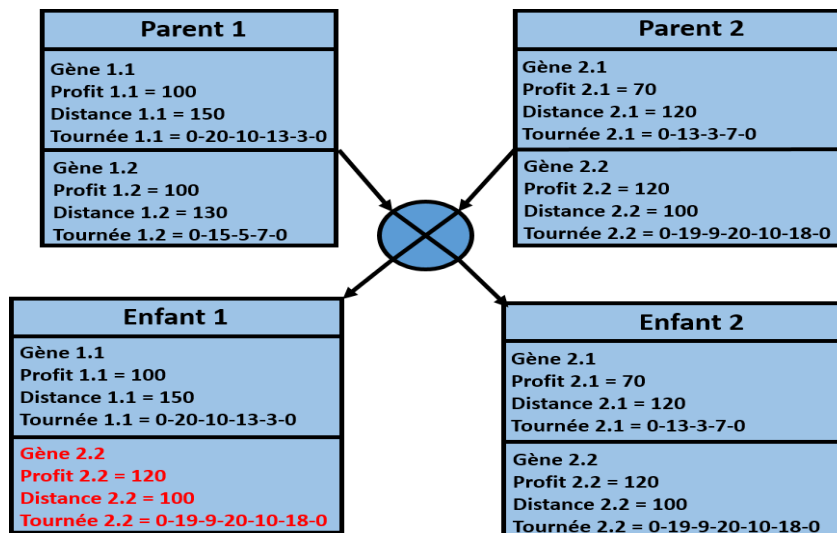 Parent 1
Gène 1.1
Profit 1.1 = 100
Distance 1.1 = 150
Tournée 1.1 = 0-20-10-13-3-0
Gène 1.2
Profit 1.2 = 100
Distance 1.2 = 130
Tournée 1.2 = 0-15-5-7-0
Parent 2
Gène 2.1
Profit 2.1 = 70
Distance 2.1 = 120
Tournée 2.1 = 0-13-3-7-0
Gène 2.2
Profit 2.2 = 120
Distance 2.2 = 100
Tournée 2.2 = 0-19-9-20-10-18-0
Enfant 1
Gène 1.1
Profit 1.1 = 100
Distance 1.1 = 150
Tournée 1.1 = 0-20-10-13-3-0
Gène 2.2
Profit 2.2 = 120
Distance 2.2 = 100
Tournée 2.2 = 0-19-9-20-10-18-0
Enfant 2
Gène 2.1
Profit 2.1 = 70
Distance 2.1 = 120
Tournée 2.1 = 0-13-3-7-0
Gène 2.2
Profit 2.2 = 120
Distance 2.2 = 100
Tournée 2.2 = 0-19-9-20-10-18-0